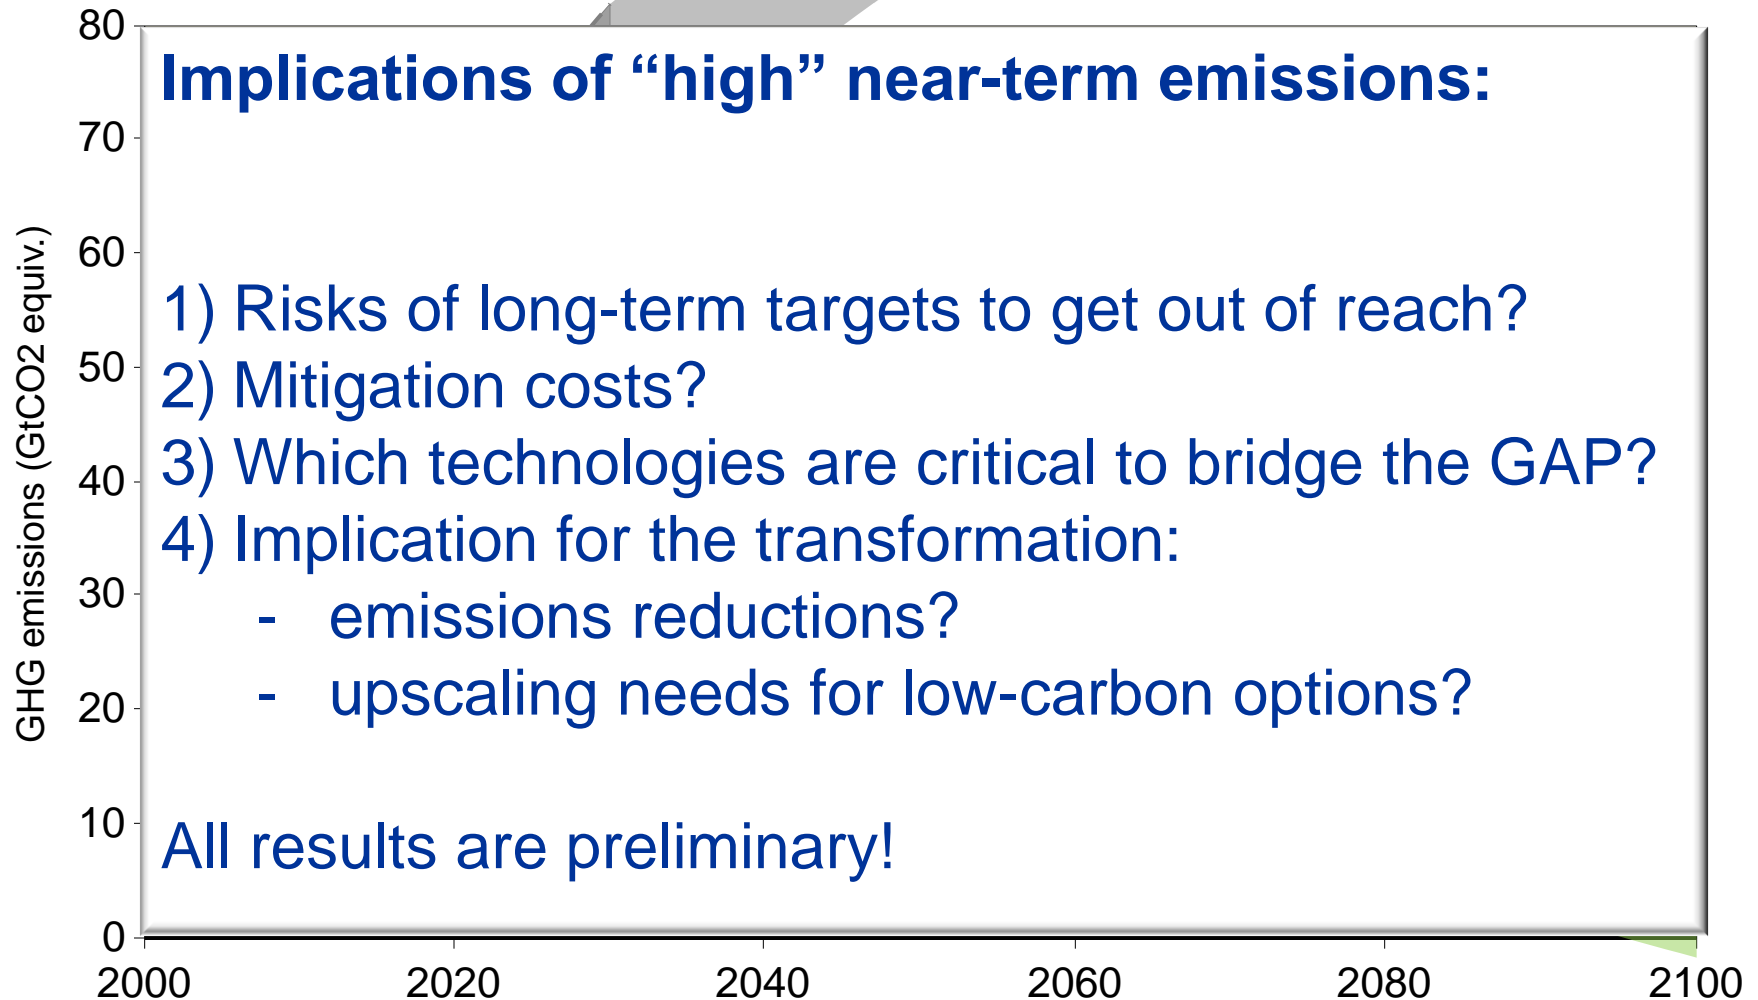 80
Implications of “high” near-term emissions:
70
60
1) Risks of long-term targets to get out of reach?
50
2) Mitigation costs?
3) Which technologies are critical to bridge the GAP?
40
4) Implication for the transformation:
30
- emissions reductions?
20
- upscaling needs for low-carbon options?
10
All results are preliminary!
0
GHG emissions (GtCO2 equiv.)
2000 2020 2040 2060 2080 2100